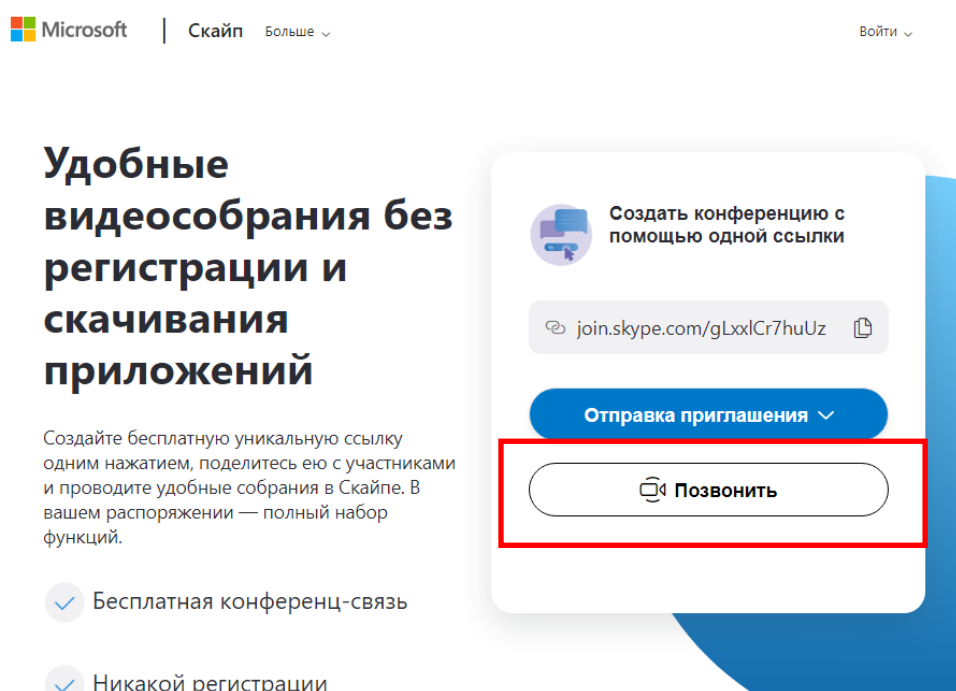 Microsoft | Скайп Больше Войти
Удобные
видеособрания без
регистрации и
скачивания
приложений
Создайте бесплатную уникальную ссылку
одним нажатием, поделитесь ею с участниками
и проводите удобные собрания в Скайпе. В
вашем распоряжении — полный набор
функций.
Бесплатная конференц-связь
Никакой регистрации
Создать конференцию с
помощью одной ссылки
join.skype.com/gLxxlCr7huUz
Отправка приглашения
Позвонить